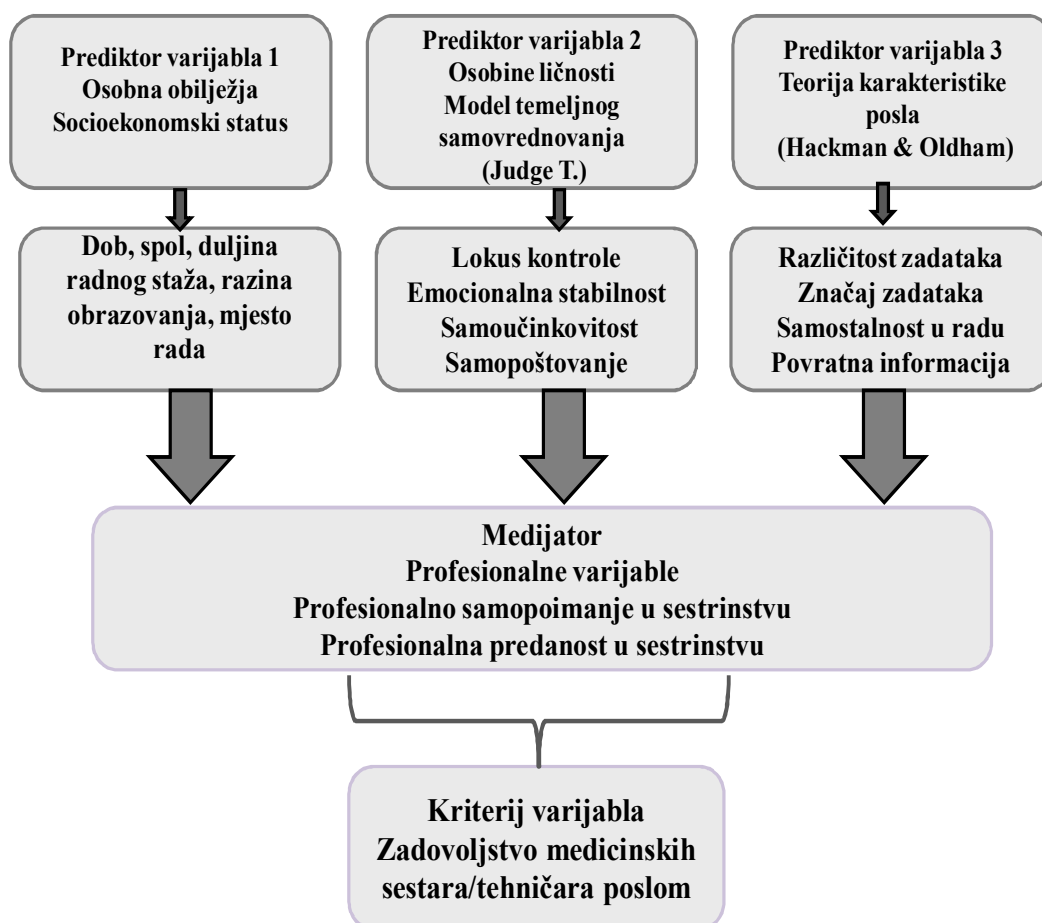 Prediktor varijabla 1
Osobna obilježja
Socioekonomski status
Prediktor varijabla 2
Osobine ličnosti
Model temeljnog
samovrednovanja
(Judge T.)
Prediktor varijabla 3
Teorija karakteristike
posla
(Hackman & Oldham)
Dob, spol, duljina
radnog staža, razina
obrazovanja, mjesto
rada
Lokus kontrole
Emocionalna stabilnost
Samoučinkovitost
Samopoštovanje
Različitost zadataka
Značaj zadataka
Samostalnost u radu
Povratna informacija
Medijator
Profesionalne varijable
Profesionalno samopoimanje u sestrinstvu
Profesionalna predanost u sestrinstvu
Kriterij varijabla
Zadovoljstvo medicinskih
sestara/tehničara poslom